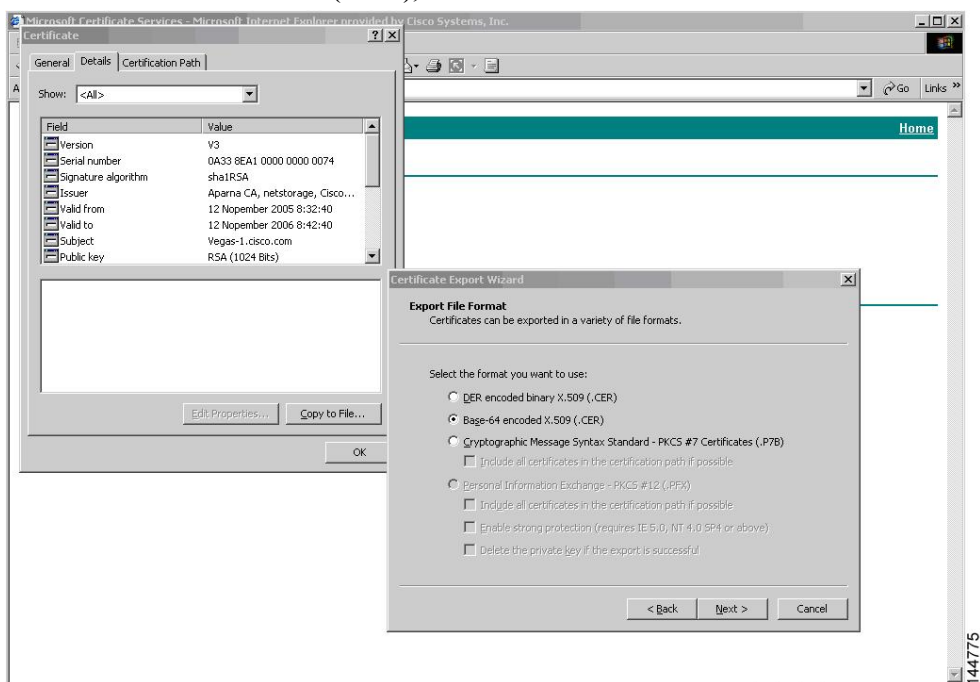 Microsoft Certificate Services - Microsoft Internet Explorer provided by Cisco Systems, Inc.
Certificate
General Details Certification Path
Show: <All>
Go Links »
Home
Field Value
Version V3
Serial number 0A33 8EA1 0000 0000 0074
Signature algorithm sha1RSA
Issuer Aparna CA, netstorage, Cisco...
Valid from 12 Nopember 2005 8:32:40
Valid to 12 Nopember 2006 8:42:40
Subject Vegas-1.cisco.com
Public key RSA (1024 Bits)
Edit Properties... Copy to File...
OK
Certificate Export Wizard
Export File Format
Certificates can be exported in a variety of file formats.
Select the format you want to use:
DER encoded binary X.509 (.CER)
Base-64 encoded X.509 (.CER)
Cryptographic Message Syntax Standard - PKCS #7 Certificates (.P7B)
Include all certificates in the certification path if possible
Personal Information Exchange - PKCS #12 (.PFX)
Include all certificates in the certification path if possible
Enable strong protection (requires IE 5.0, NT 4.0 SP4 or above)
Delete the private key if the export is successful
< Back Next > Cancel
144775